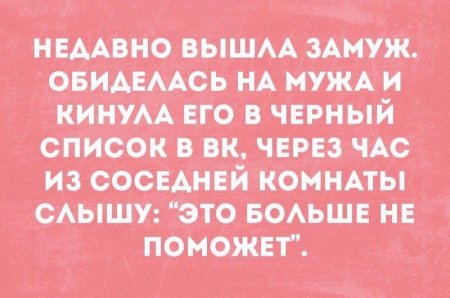 НЕДАВНО ВЫШЛА ЗАМУЖ.
ОБИДЕЛАСЬ НА МУЖА И
КИНУЛА ЕГО В ЧЕРНЫЙ
СПИСОК В ВК, ЧЕРЕЗ ЧАС
ИЗ СОСЕДНЕЙ КОМНАТЫ
СЛЫШУ: “ЭТО БОЛЬШЕ НЕ
ПОМОЖЕТ”.